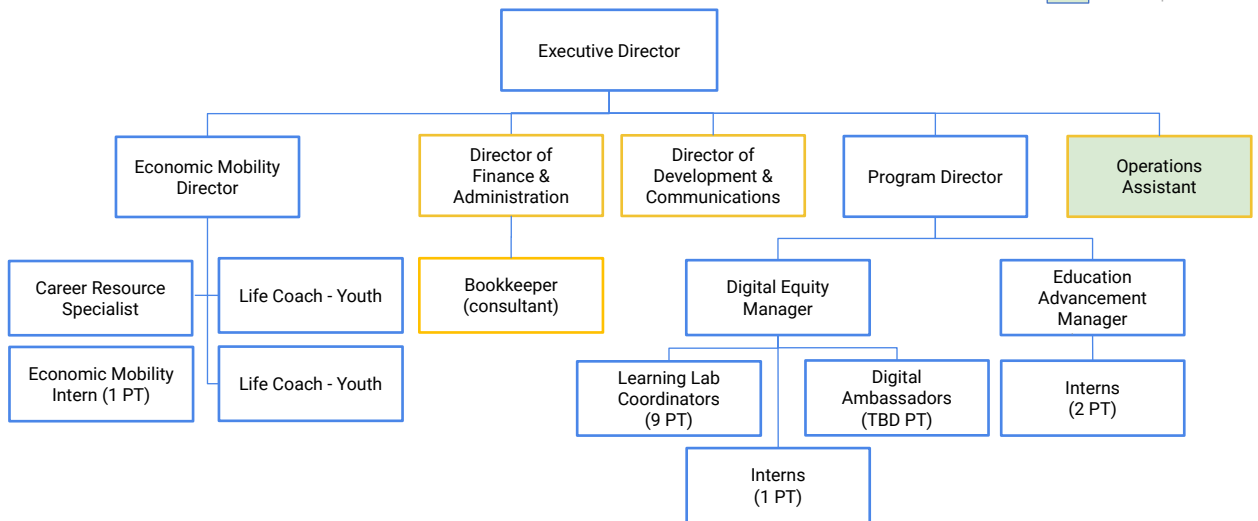 Executive Director
Economic Mobility
Director
Director of
Finance &
Administration
Director of
Development &
Communications
Program Director
Operations
Assistant
Career Resource
Specialist
Life Coach - Youth
Bookkeeper
(consultant)
Digital Equity
Manager
Education
Advancement
Manager
Economic Mobility
Intern (1 PT)
Life Coach - Youth
Learning Lab
Coordinators
(9 PT)
Digital
Ambassadors
(TBD PT)
Interns
(2 PT)
Interns
(1 PT)